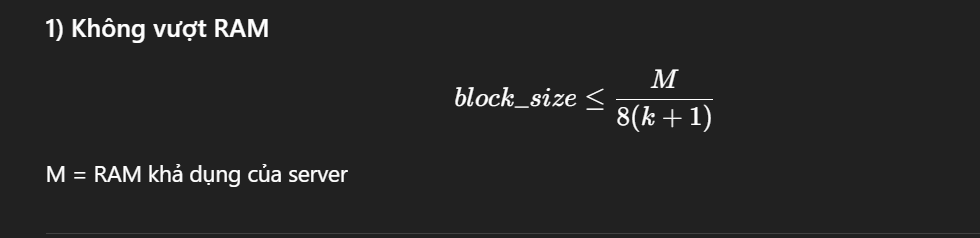 1) Không vượt RAM
block_size ≤ M / 8(k + 1)
M = RAM khả dụng của server